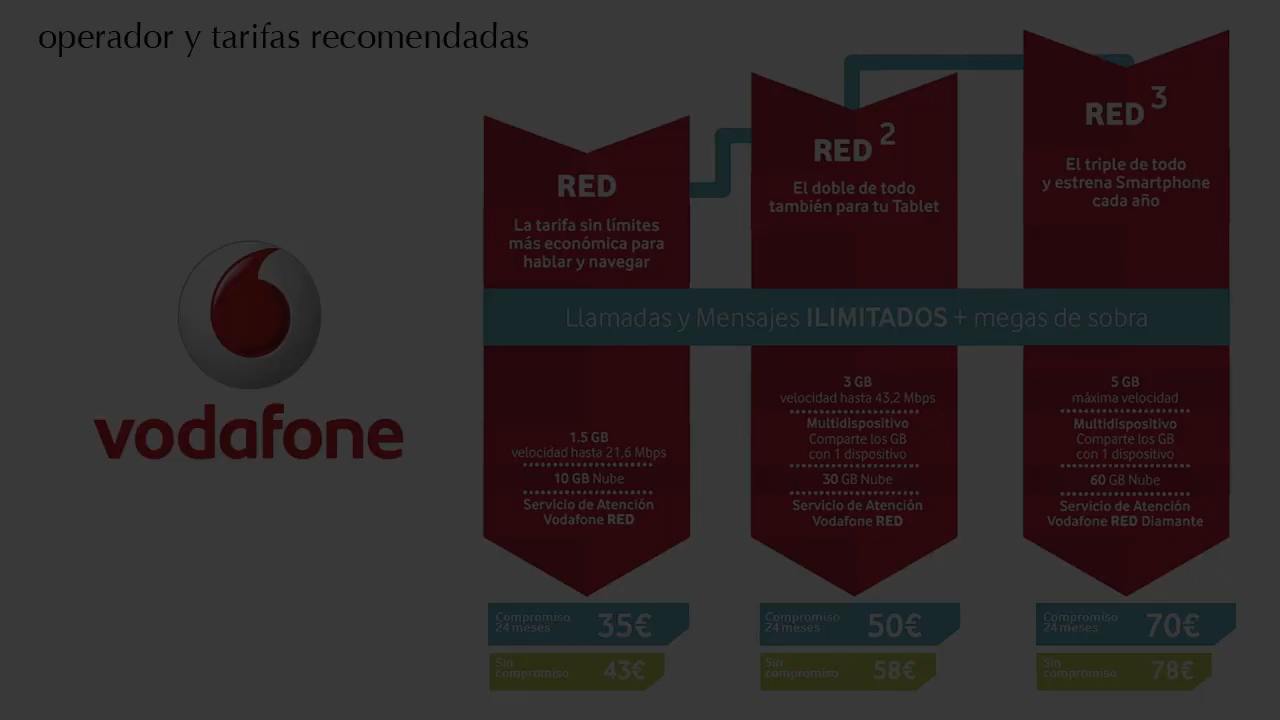 operador y tarifas recomendadas
vodafone
RED
La tarifa sin límites
más económica para
hablar y navegar
RED 2
El doble de todo
también para tu Tablet
RED 3
El triple de todo
y estrena Smartphone
cada año
Llamadas y Mensajes ILIMITADOS + megas de sobra
1.5 GB
velocidad hasta 21,6 Mbps
10 GB Nube
Servicio de Atención
Vodafone RED
3 GB
velocidad hasta 43,2 Mbps
Multidispositivo
Comparte los GB
con 1 dispositivo
30 GB Nube
Servicio de Atención
Vodafone RED
5 GB
máxima velocidad
Multidispositivo
Comparte los GB
con 1 dispositivo
60 GB Nube
Servicio de Atención
Vodafone RED Diamante
Compromiso
24 meses
35€
Sin
compromiso
43€
Compromiso
24 meses
50€
Sin
compromiso
58€
Compromiso
24 meses
70€
Sin
compromiso
78€